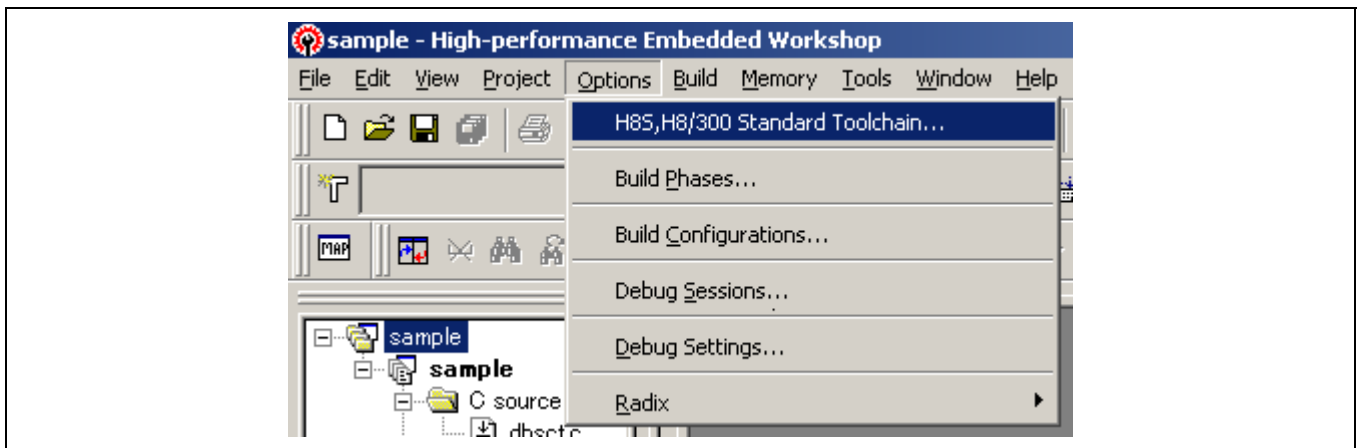 sample - High-performance Embedded Workshop
File Edit View Project Options Build Memory Tools Window Help
H8S,H8/300 Standard Toolchain...
Build Phases...
Build Configurations...
MAP
Debug Sessions...
Debug Settings...
Radix
sample
sample
C source
dbsct.c